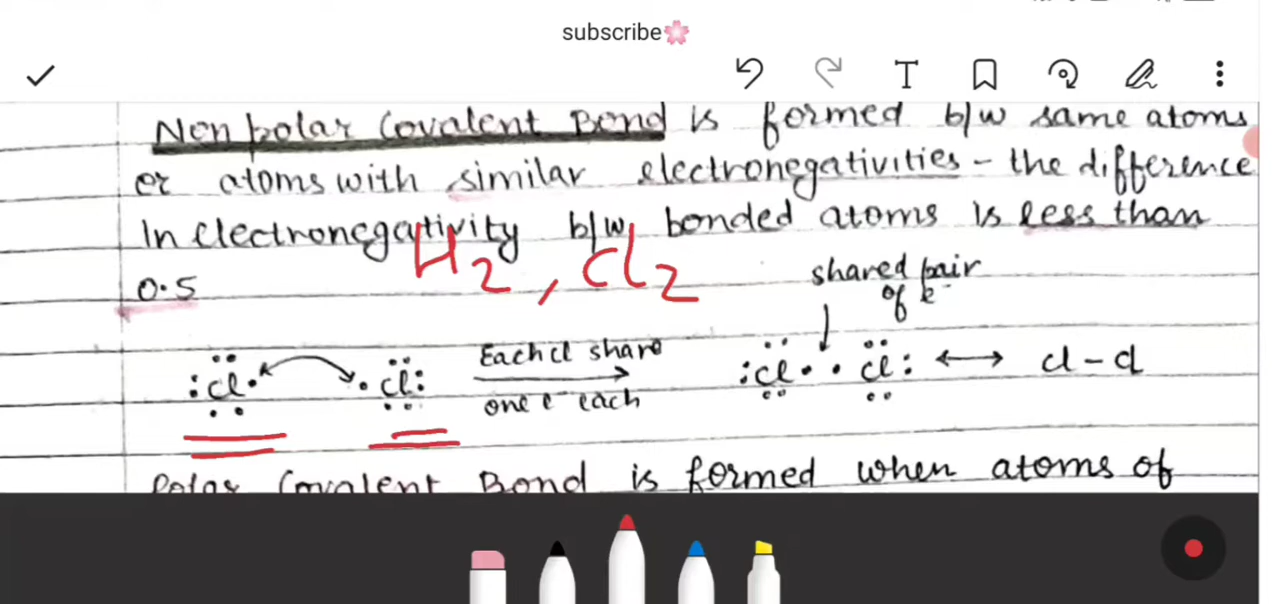 subscribe🌸
T
Non polar Covalent Bond is formed b/w same atoms
or atoms with similar electronegativities - the difference
In electronegativity b/w bonded atoms is less than
0.5
H2, Cl2
shared pair
of e-
:Cl· ·Cl: Each cl share :Cl· ·Cl: ⟷ cl - cl
one e- each
Polar Covalent Bond is formed when atoms of